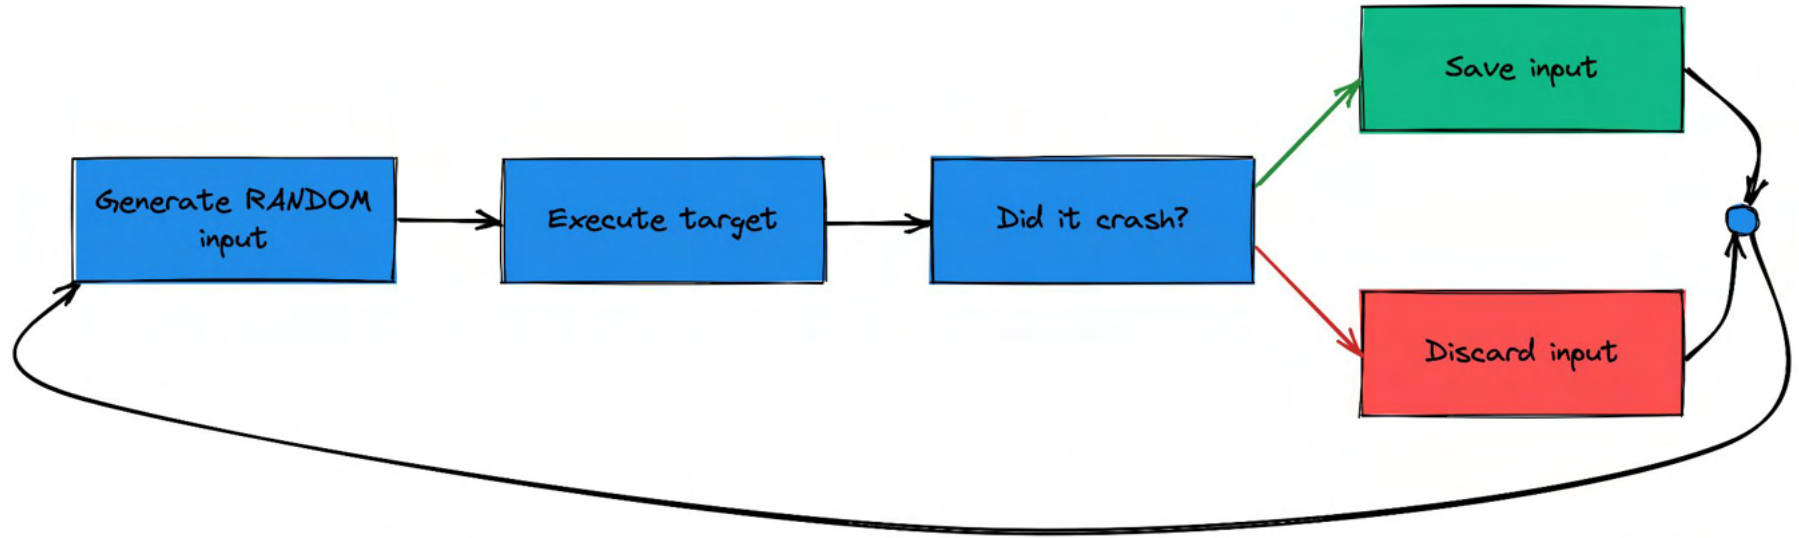 Generate RANDOM
input
Execute target
Did it crash?
Save input
Discard input